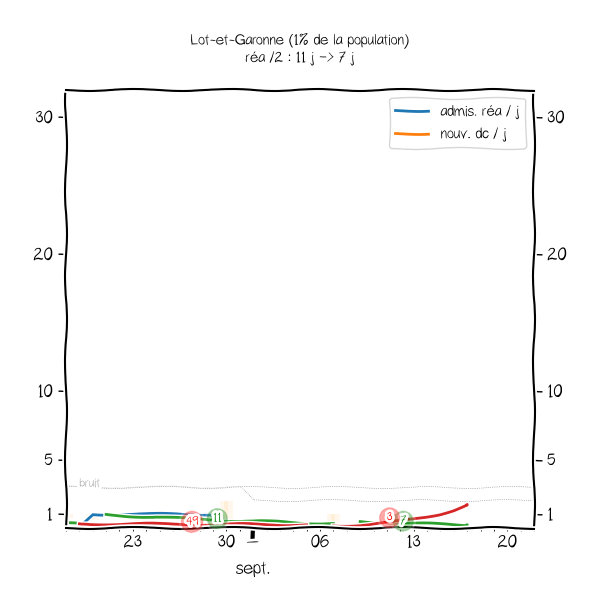 Lot-et-Garonne (1% de la population)
réa /2 : 11 j -> 7 j
admis. réa / j
nouv. dc / j
30 30
20 20
10 10
5 5
bruit
1 1
49 11 3 7
23 30 1 06 13 20
sept.